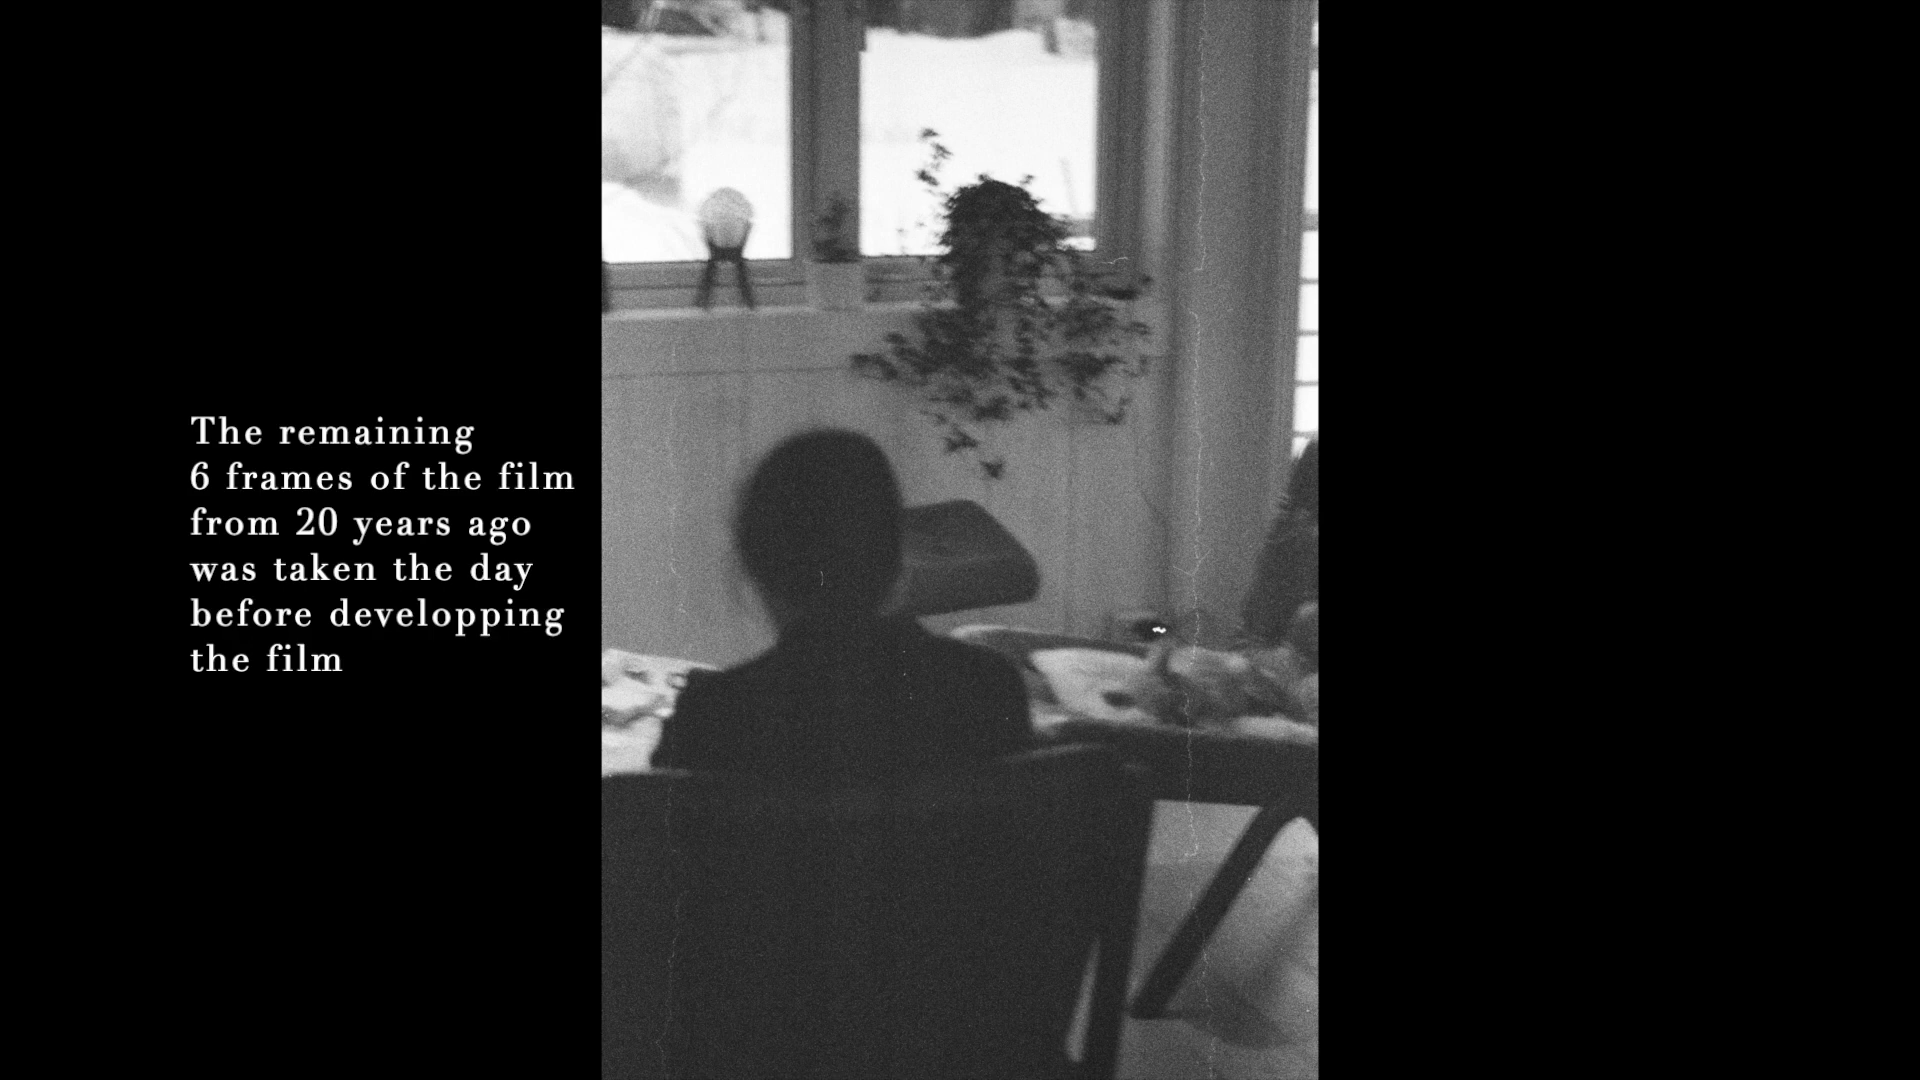 The remaining
6 frames of the film
from 20 years ago
was taken the day
before developping
the film